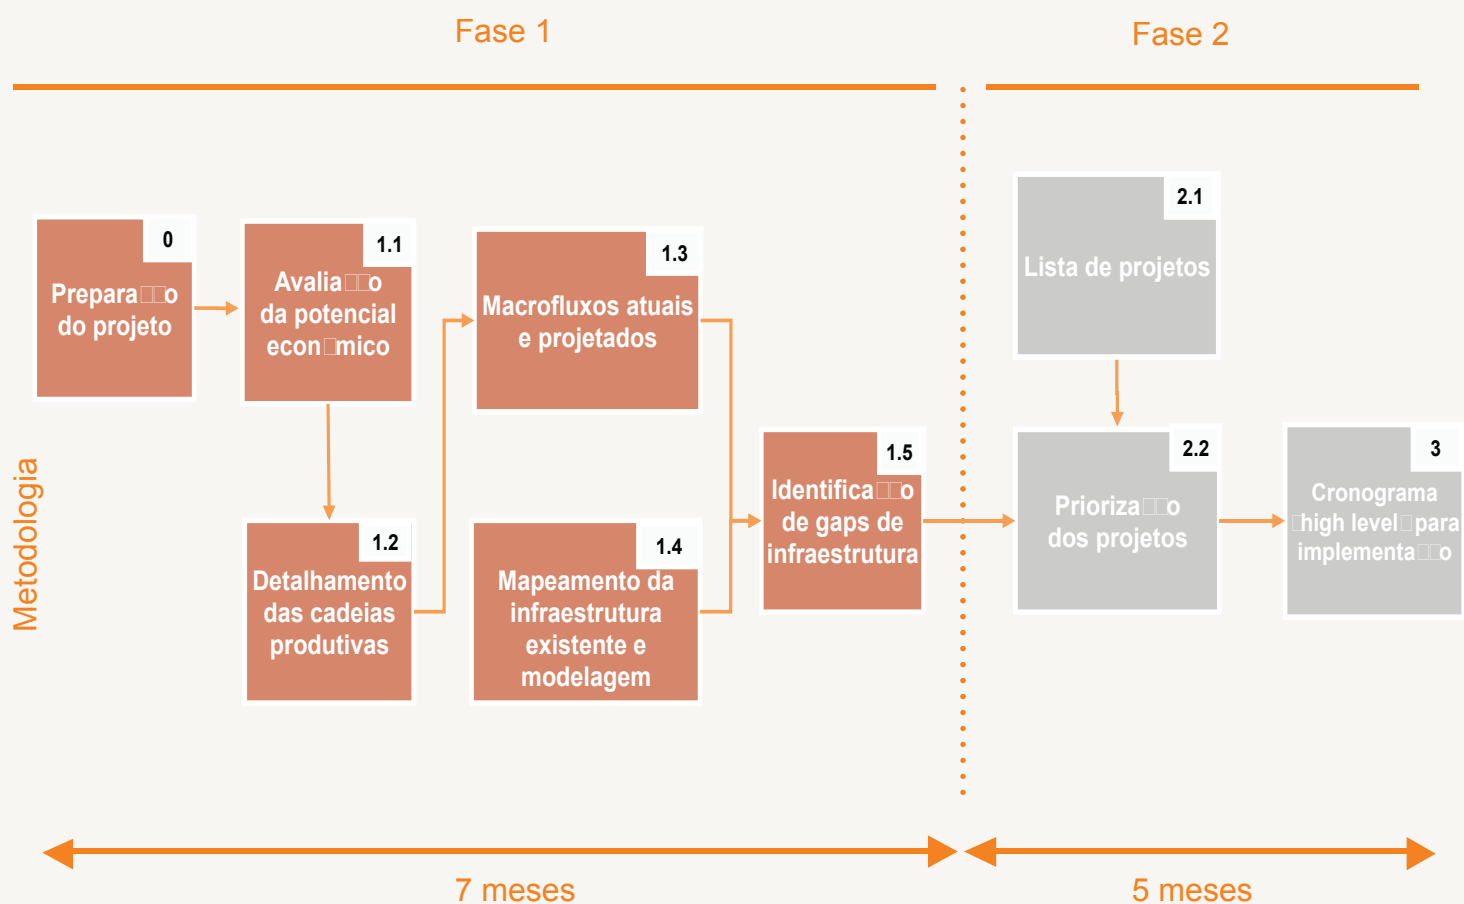 Fase 1
Fase 2
0
Prepara□□o
do projeto
1.1
Avalia□□o
da potencial
econ□mico
1.3
Macrofluxos atuais
e projetados
2.1
Lista de projetos
Metodologia
1.2
Detalhamento
das cadeias
produtivas
1.4
Mapeamento da
infraestrutura
existente e
modelagem
1.5
Identifica□□o
de gaps de
infraestrutura
2.2
Prioriza□□o
dos projetos
3
Cronograma
□high level□ para
implementa□□o
7 meses
5 meses